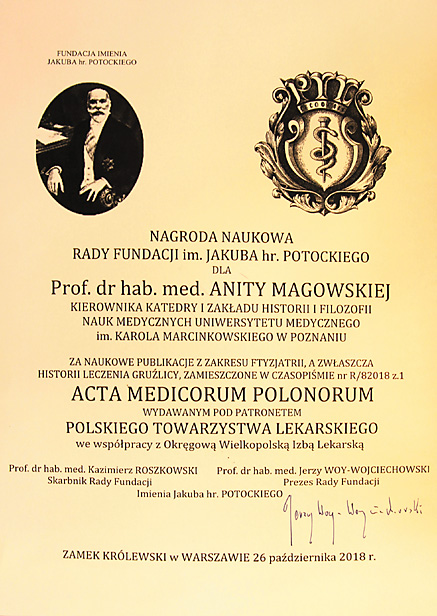 FUNDACJA IMIENIA
JAKUBA hr. POTOCKIEGO
PTL
NAGRODA NAUKOWA
RADY FUNDACJI im. JAKUBA hr. POTOCKIEGO
DLA
Prof. dr hab. med. ANITY MAGOWSKIEJ
KIEROWNIKA KATEDRY I ZAKŁADU HISTORII I FILOZOFII
NAUK MEDYCZNYCH UNIWERSYTETU MEDYCZNEGO
im. KAROLA MARCINKOWSKIEGO W POZNANIU
ZA NAUKOWE PUBLIKACJE Z ZAKRESU FTYZJATRII, A ZWŁASZCZA
HISTORII LECZENIA GRUŹLICY, ZAMIESZCZONE W CZASOPIŚMIE nr R/82018 z.1
ACTA MEDICORUM POLONORUM
WYDAWANYM POD PATRONETEM
POLSKIEGO TOWARZYSTWA LEKARSKIEGO
we współpracy z Okręgową Wielkopolską Izbą Lekarską
Prof. dr hab. med. Kazimierz ROSZKOWSKI Prof. dr hab. med. Jerzy WOY-WOJCIECHOWSKI
Skarbnik Rady Fundacji Prezes Rady Fundacji
Imienia Jakuba hr. POTOCKIEGO
Jerzy Woy-Wojciechowski
ZAMEK KRÓLEWSKI w WARSZAWIE 26 października 2018 r.